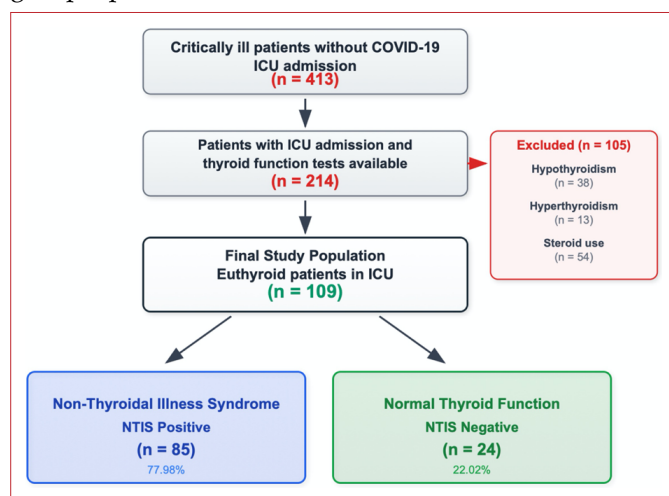 Critically ill patients without COVID-19
ICU admission
(n = 413)
Patients with ICU admission and
thyroid function tests available
(n = 214)
Excluded (n = 105)
Hypothyroidism
(n = 38)
Hyperthyroidism
(n = 13)
Steroid use
(n = 54)
Final Study Population
Euthyroid patients in ICU
(n = 109)
Non-Thyroidal Illness Syndrome
NTIS Positive
(n = 85)
77.98%
Normal Thyroid Function
NTIS Negative
(n = 24)
22.02%